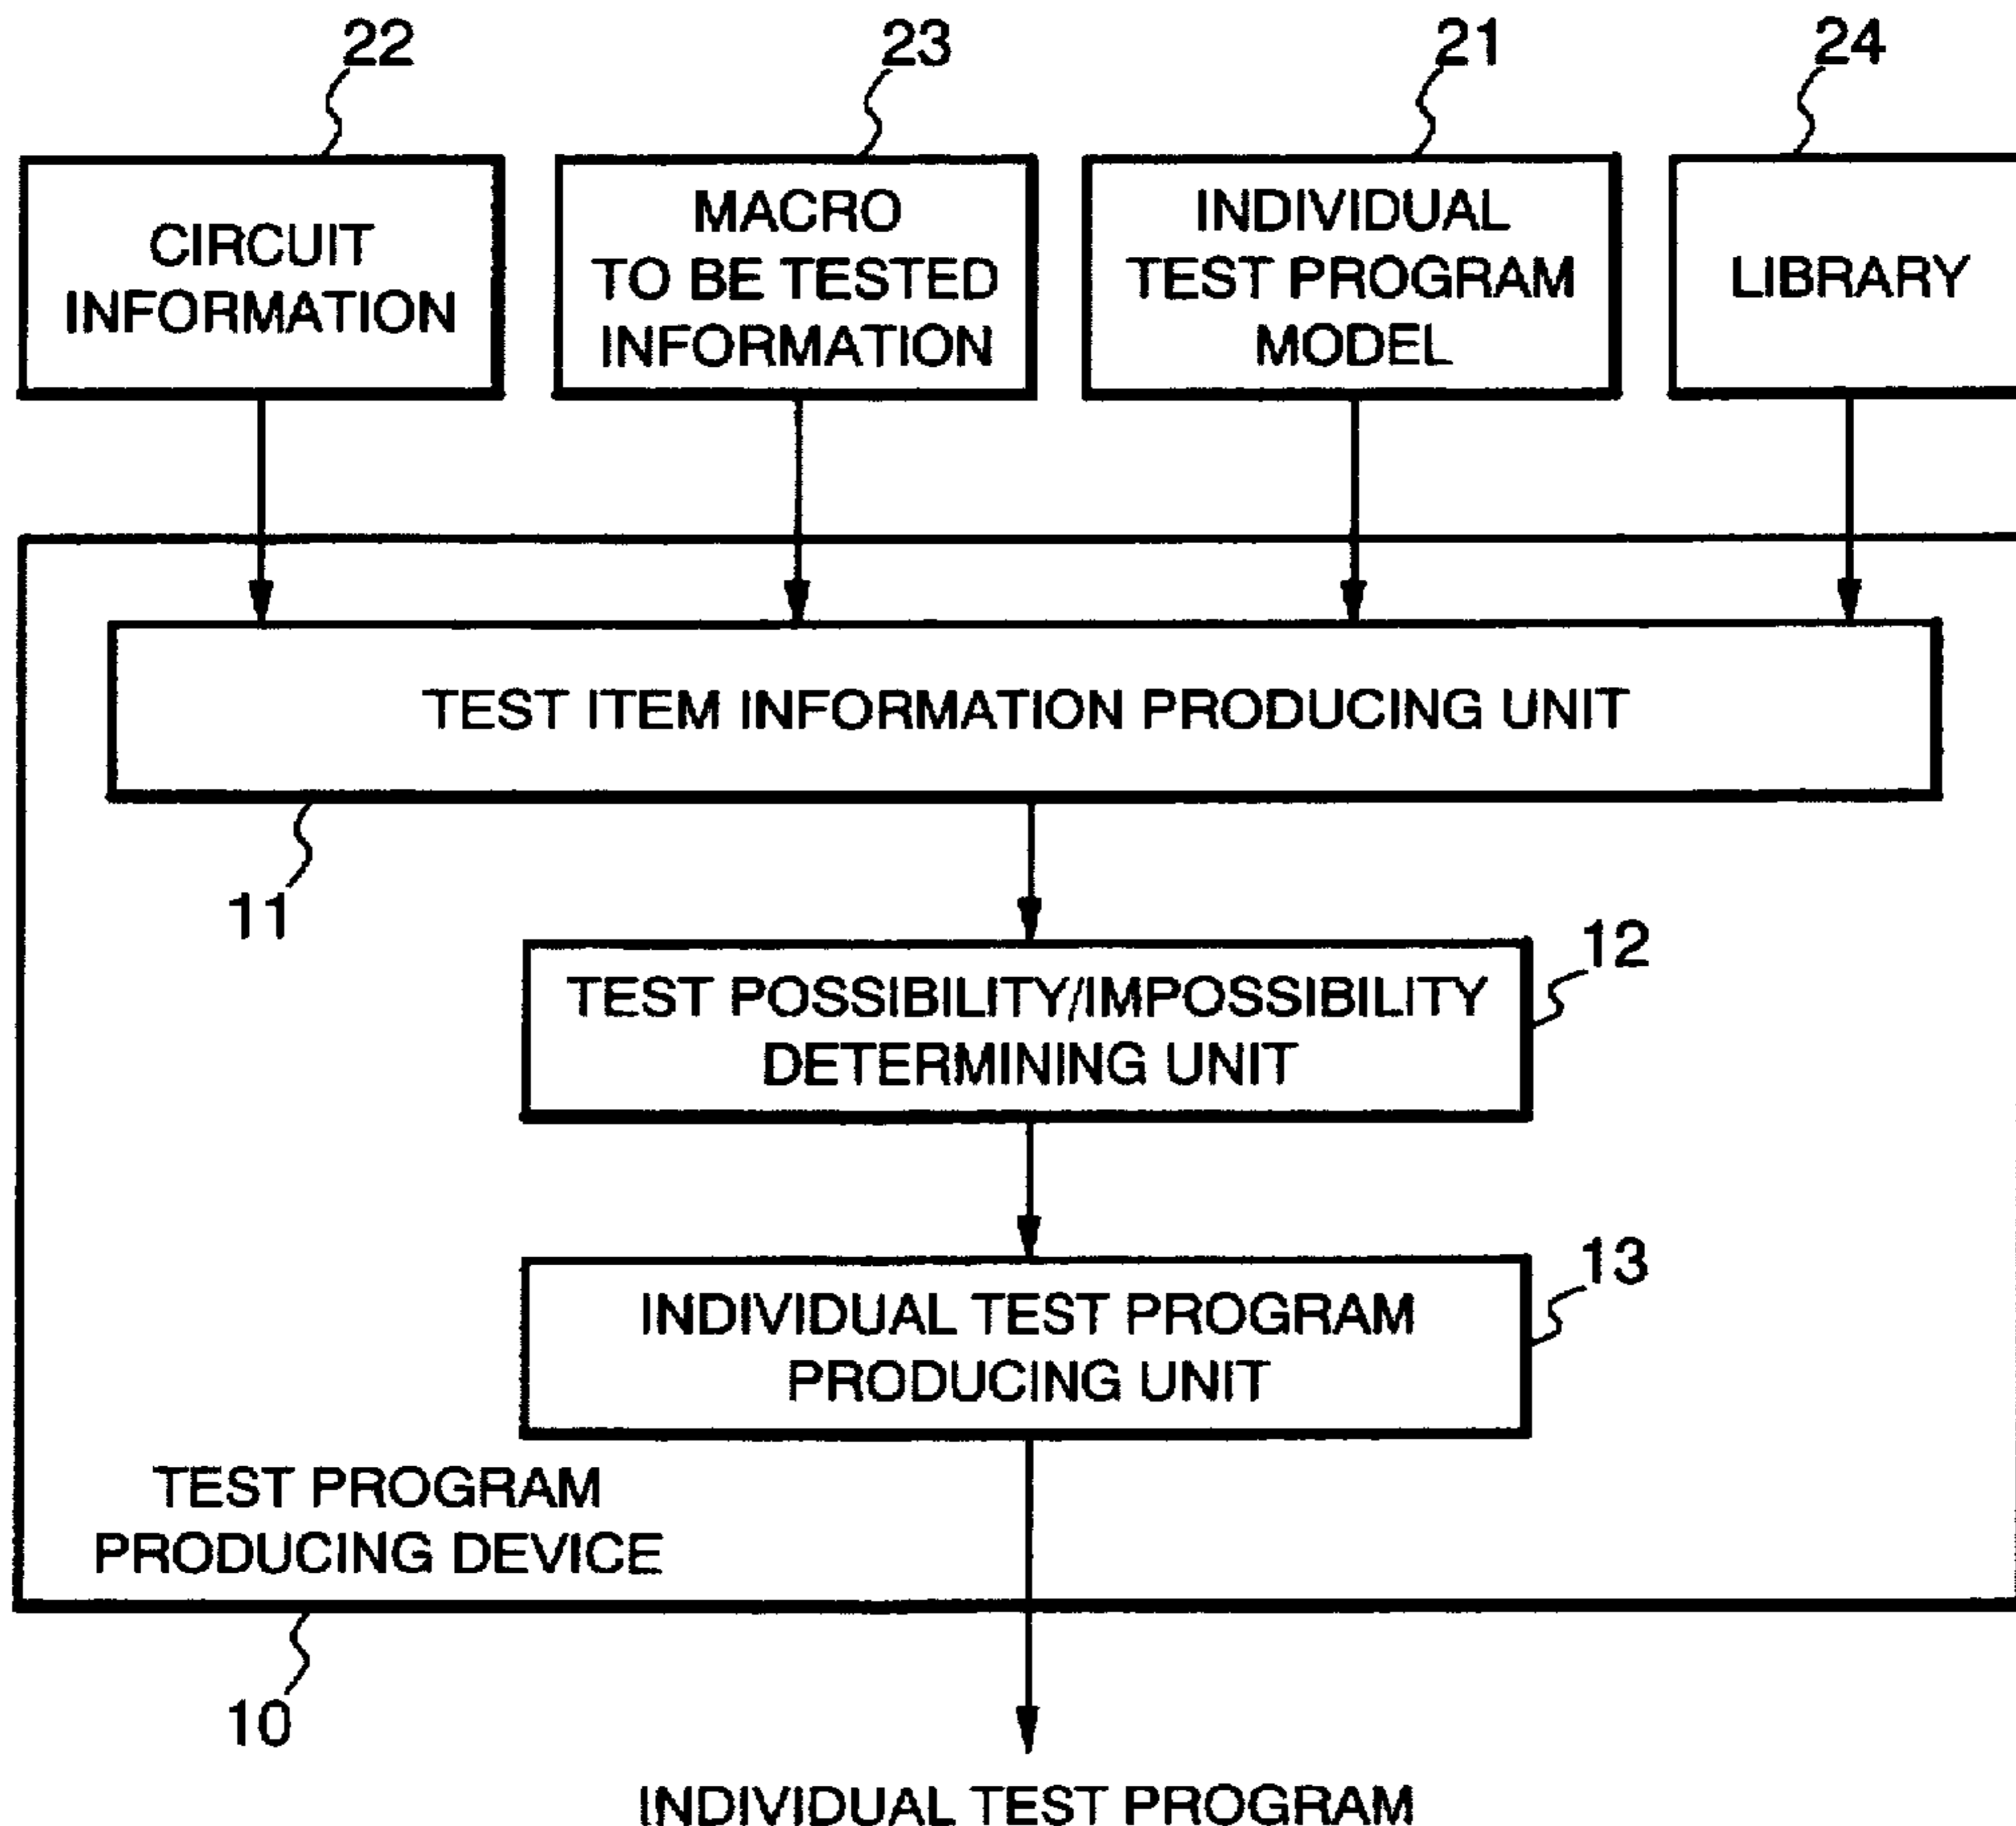 22
23
21
24
CIRCUIT
INFORMATION
MACRO
TO BE TESTED
INFORMATION
INDIVIDUAL
TEST PROGRAM
MODEL
LIBRARY
TEST ITEM INFORMATION PRODUCING UNIT
11
TEST POSSIBILITY/IMPOSSIBILITY
DETERMINING UNIT
12
INDIVIDUAL TEST PROGRAM
PRODUCING UNIT
13
TEST PROGRAM
PRODUCING DEVICE
10
INDIVIDUAL TEST PROGRAM